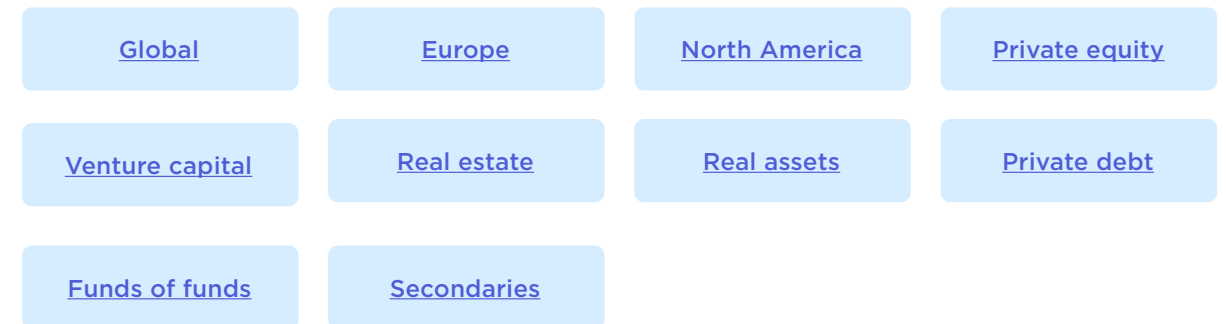 Global
Europe
North America
Private equity
Venture capital
Real estate
Real assets
Private debt
Funds of funds
Secondaries